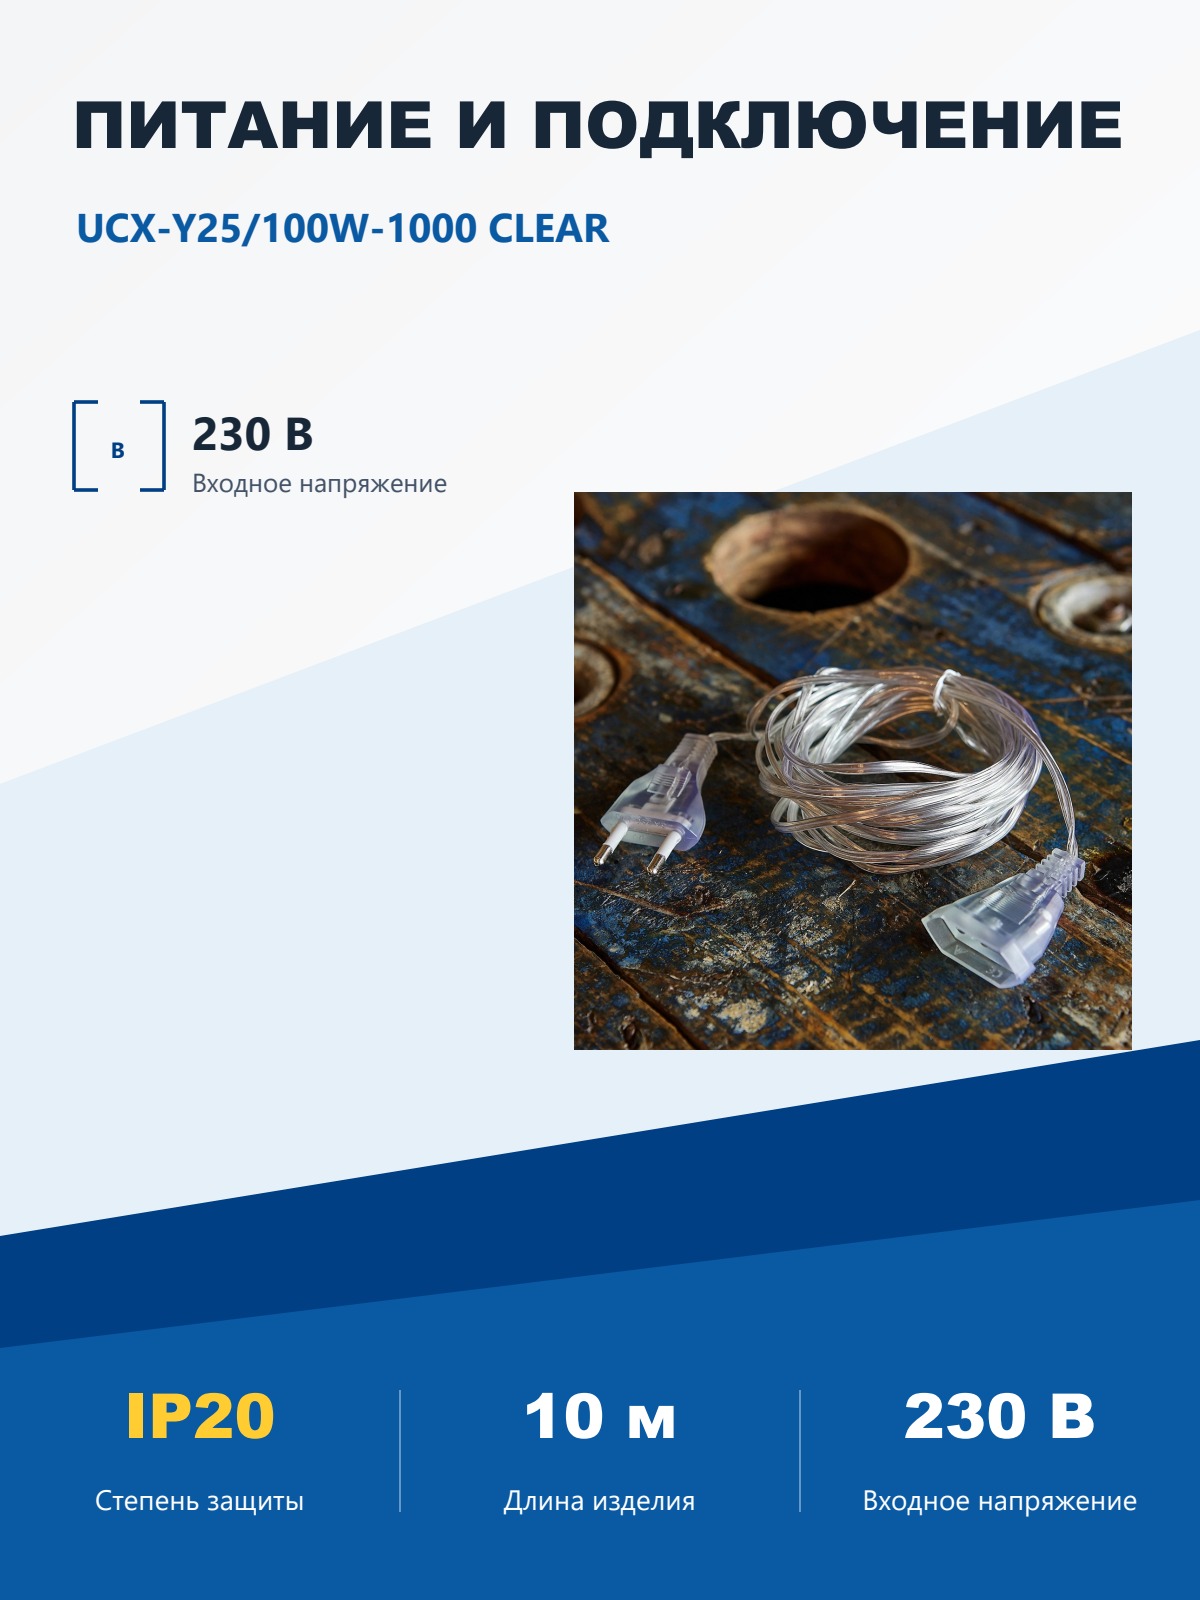 ПИТАНИЕ И ПОДКЛЮЧЕНИЕ
UCX-Y25/100W-1000 CLEAR
В
230 В
Входное напряжение
IP20
Степень защиты
10 м
Длина изделия
230 В
Входное напряжение